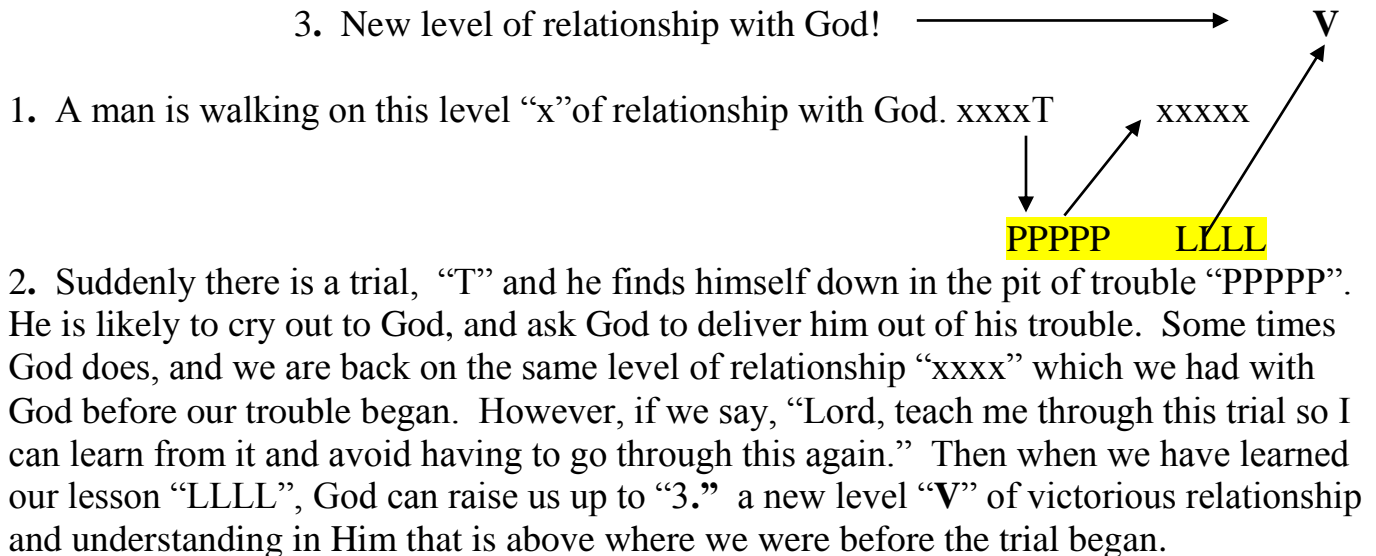 3. New level of relationship with God! V
1. A man is walking on this level “x”of relationship with God. xxxxT xxxxx
PPPPP LLLL
2. Suddenly there is a trial, “T” and he finds himself down in the pit of trouble “PPPPP”.
He is likely to cry out to God, and ask God to deliver him out of his trouble. Some times
God does, and we are back on the same level of relationship “xxxx” which we had with
God before our trouble began. However, if we say, “Lord, teach me through this trial so I
can learn from it and avoid having to go through this again.” Then when we have learned
our lesson “LLLL”, God can raise us up to “3.” a new level “V” of victorious relationship
and understanding in Him that is above where we were before the trial began.